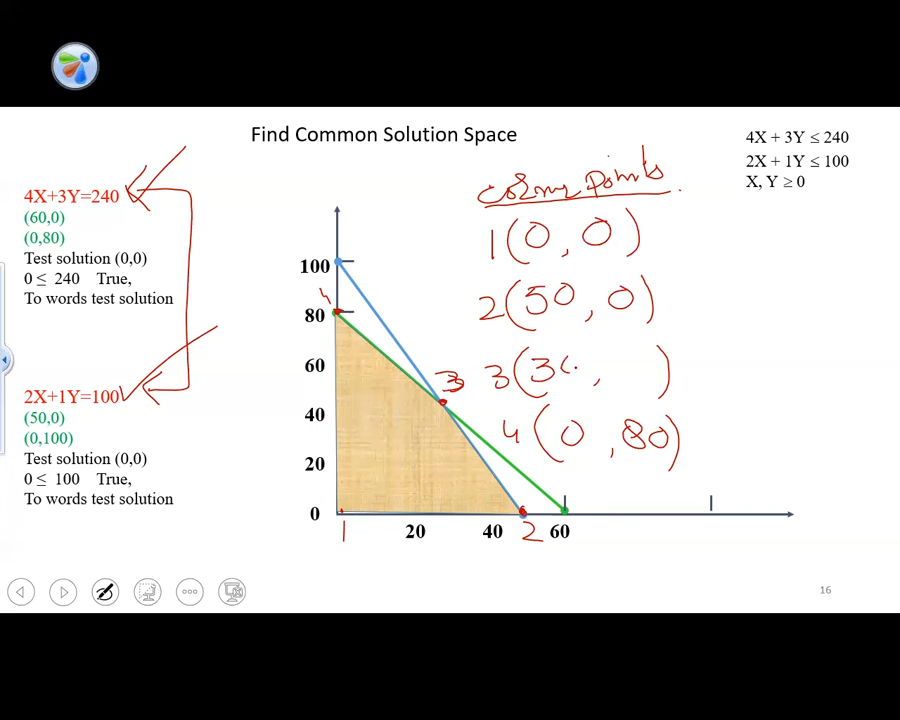 Find Common Solution Space
4X + 3Y ≤ 240
2X + 1Y ≤ 100
X, Y ≥ 0
4X+3Y=240
(60,0)
(0,80)
Test solution (0,0)
0 ≤ 240 True,
To words test solution
2X+1Y=100
(50,0)
(0,100)
Test solution (0,0)
0 ≤ 100 True,
To words test solution
100
80
60
40
20
0
20 40 60
4
3
1
2
Corner points
1(0, 0)
2(50, 0)
3(30, )
4(0, 80)
16